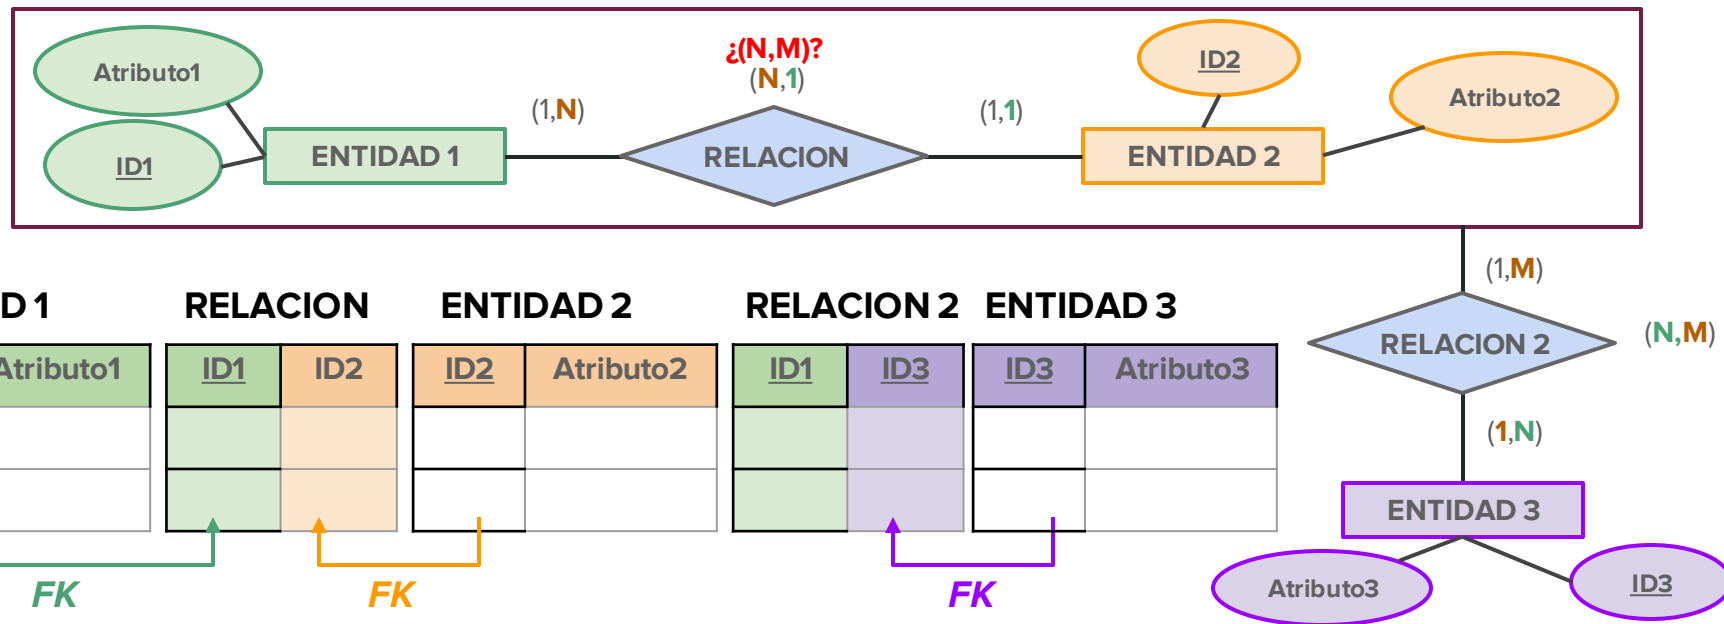 ¿(N,M)?
(N,1)
Atributo1
ID1
ENTIDAD 1
(1,N)
RELACION
(1,1)
ID2
ENTIDAD 2
Atributo2
(1,M)
RELACION 2
(N,M)
(1,N)
ENTIDAD 3
Atributo3
ID3
D 1
RELACION
ENTIDAD 2
RELACION 2
ENTIDAD 3
Atributo1
ID1
ID2
ID2
Atributo2
ID1
ID3
ID3
Atributo3
FK
FK
FK